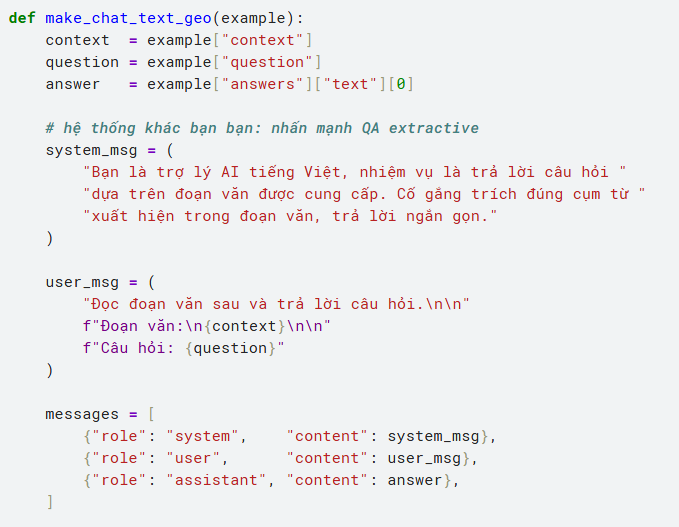 def make_chat_text_geo(example):
    context  = example["context"]
    question = example["question"]
    answer   = example["answers"]["text"][0]

    # hệ thống khác bạn bạn: nhấn mạnh QA extractive
    system_msg = (
        "Bạn là trợ lý AI tiếng Việt, nhiệm vụ là trả lời câu hỏi "
        "dựa trên đoạn văn được cung cấp. Cố gắng trích đúng cụm từ "
        "xuất hiện trong đoạn văn, trả lời ngắn gọn."
    )

    user_msg = (
        "Đọc đoạn văn sau và trả lời câu hỏi.\n\n"
        f"Đoạn văn:\n{context}\n\n"
        f"Câu hỏi: {question}"
    )

    messages = [
        {"role": "system",    "content": system_msg},
        {"role": "user",      "content": user_msg},
        {"role": "assistant", "content": answer},
    ]